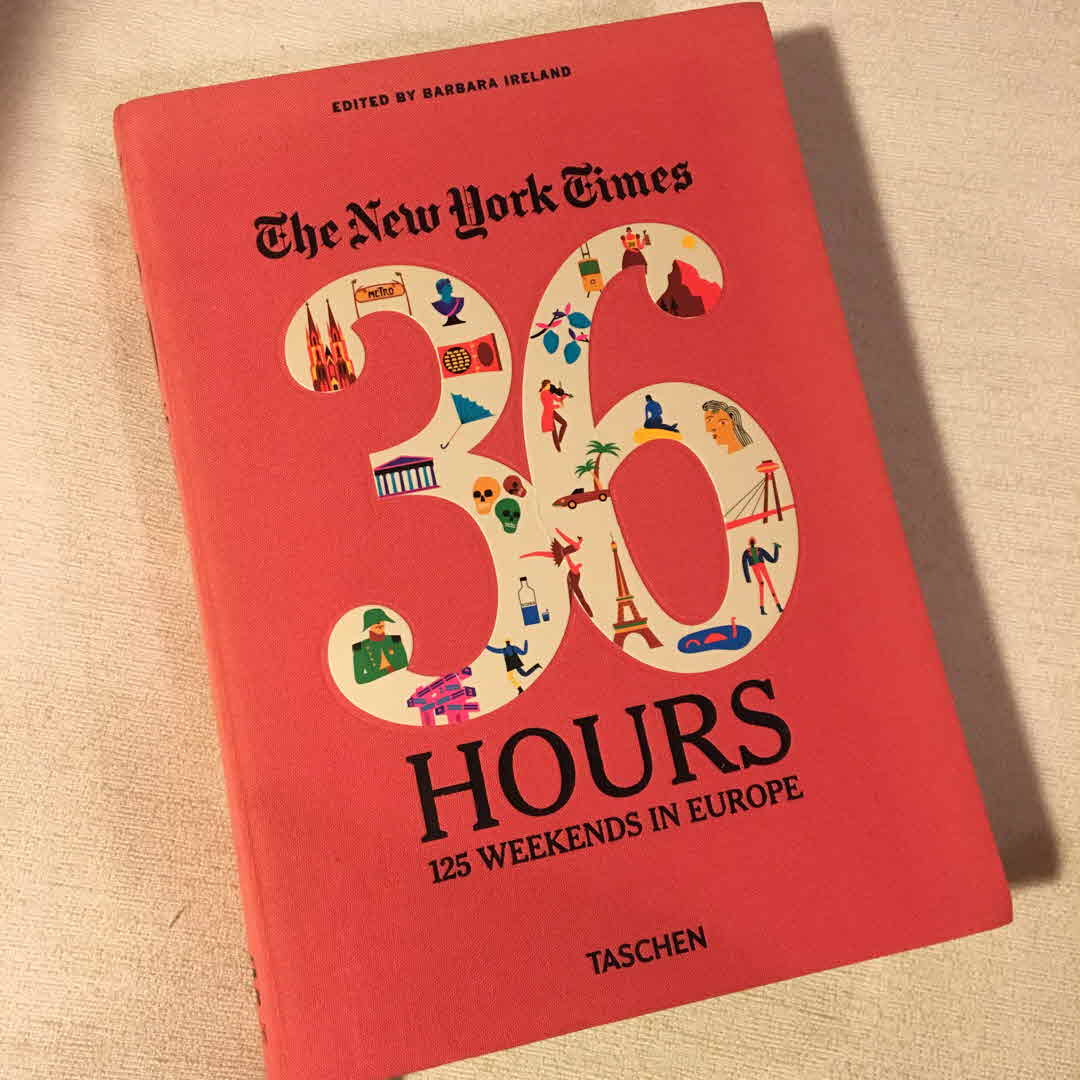 EDITED BY BARBARA IRELAND
The New York Times
METRO
36
HOURS
125 WEEKENDS IN EUROPE
TASCHEN